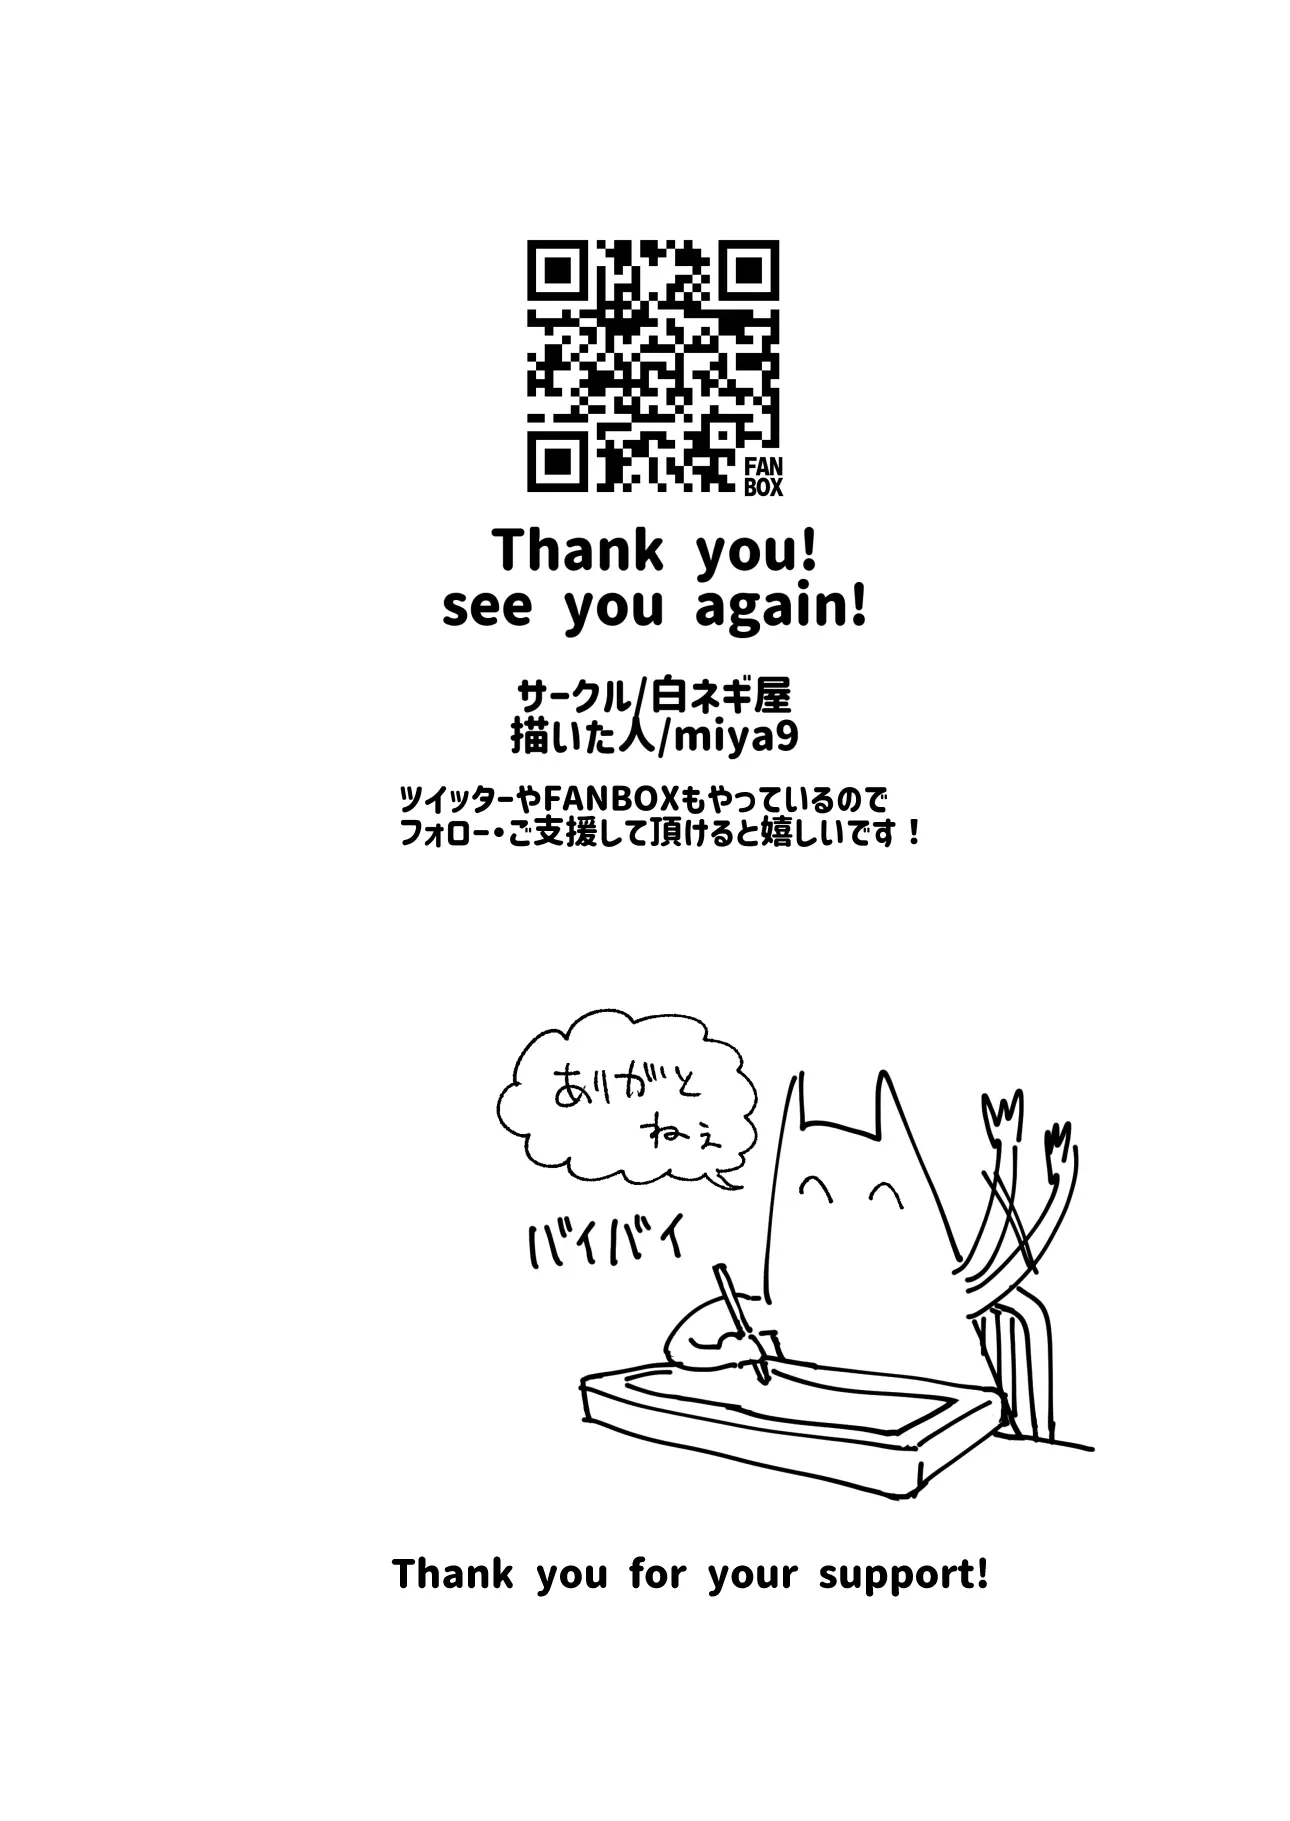 FAN
BOX
Thank you!
see you again!
サークル/白ネギ屋
描いた人/miya9
ツイッターやFANBOXもやっているので
フォロー・ご支援して頂けると嬉しいです！
ありがと
ねぇ
バイバイ
Thank you for your support!